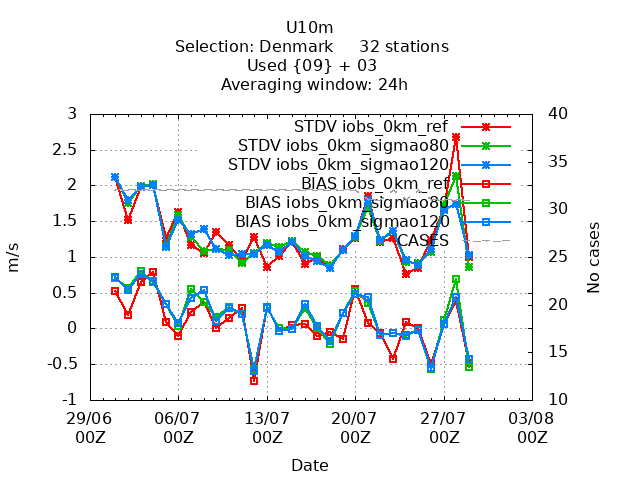 U10m
Selection: Denmark     32 stations
Used {09} + 03
Averaging window: 24h
3
2.5
2
1.5
1
0.5
0
-0.5
-1
m/s
40
35
30
25
20
15
10
No cases
STDV iobs_0km_ref
STDV iobs_0km_sigmao80
STDV iobs_0km_sigmao120
BIAS iobs_0km_ref
BIAS iobs_0km_sigmao80
BIAS iobs_0km_sigmao120
CASES
29/06 06/07 13/07 20/07 27/07 03/08
00Z 00Z 00Z 00Z 00Z 00Z
Date